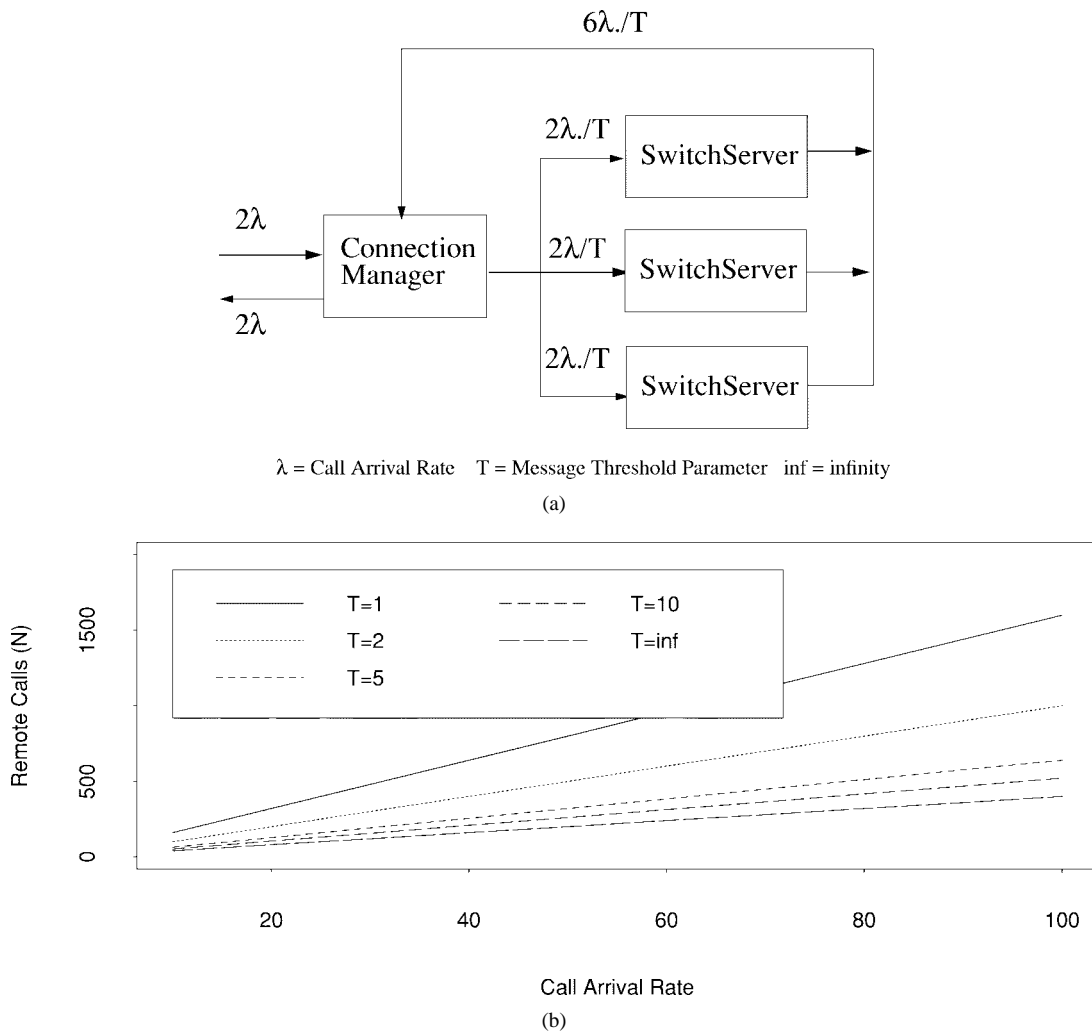 6λ./T
2λ./T
SwitchServer
2λ
Connection
Manager
2λ/T
SwitchServer
2λ
2λ./T
SwitchServer
λ = Call Arrival Rate T = Message Threshold Parameter inf = infinity
(a)
Remote Calls (N)
0 500 1500
T=1 T=10
T=2 T=inf
T=5
20 40 60 80 100
Call Arrival Rate
(b)